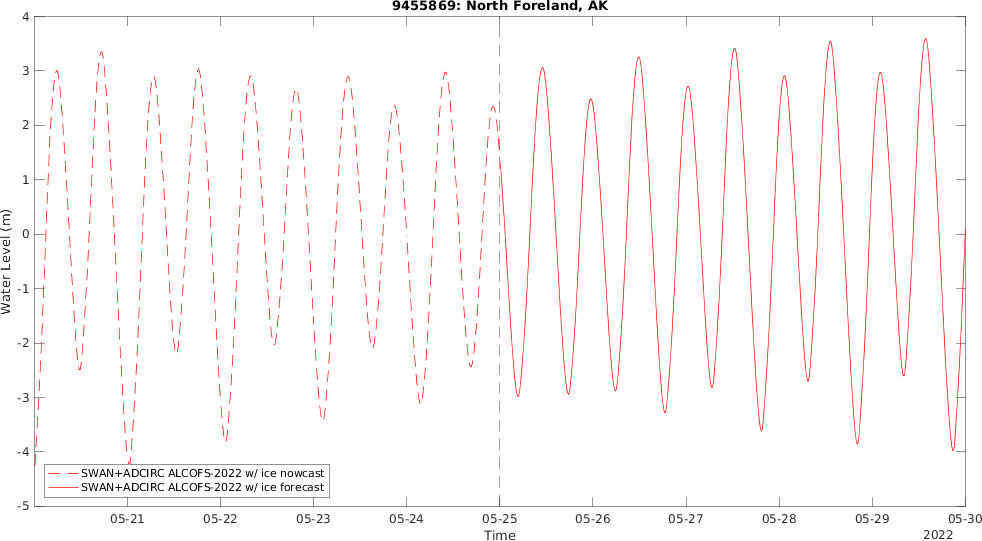 9455869: North Foreland, AK
4
3
2
1
0
-1
-2
-3
-4
-5
Water Level (m)
SWAN+ADCIRC ALCOFS-2022 w/ ice nowcast
SWAN+ADCIRC ALCOFS-2022 w/ ice forecast
05-21 05-22 05-23 05-24 05-25 05-26 05-27 05-28 05-29 05-30
Time
2022